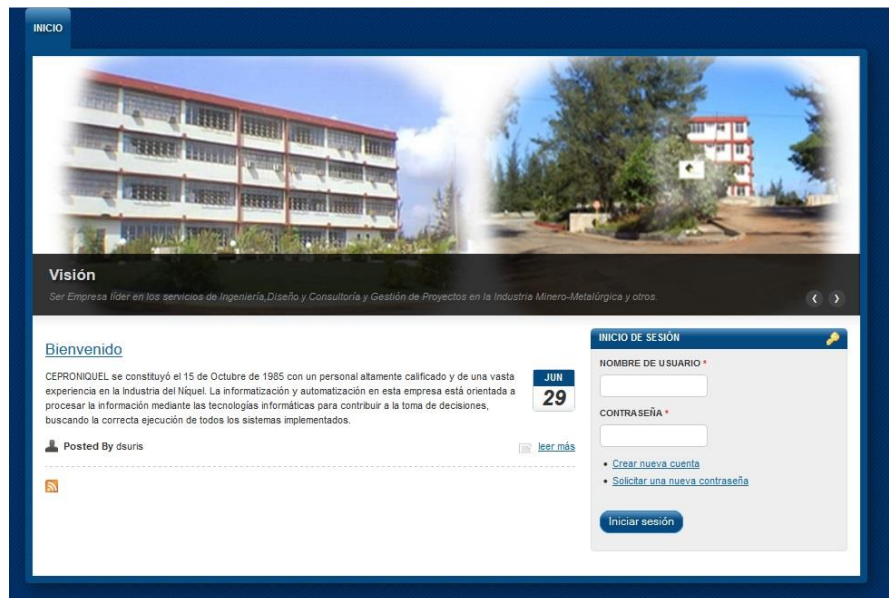 INICIO
Visión
Ser Empresa líder en los servicios de Ingeniería,Diseño y Consultoría y Gestión de Proyectos en la Industria Minero-Metalúrgica y otros.
Bienvenido
CEPRONIQUEL se constituyó el 15 de Octubre de 1985 con un personal altamente calificado y de una vasta
experiencia en la Industria del Níquel. La informatización y automatización en esta empresa está orientada a
procesar la información mediante las tecnologías informáticas para contribuir a la toma de decisiones,
buscando la correcta ejecución de todos los sistemas implementados.
JUN
29
Posted By dsuris
leer más
INICIO DE SESIÓN
NOMBRE DE USUARIO *
CONTRASEÑA *
• Crear nueva cuenta
• Solicitar una nueva contraseña
Iniciar sesión